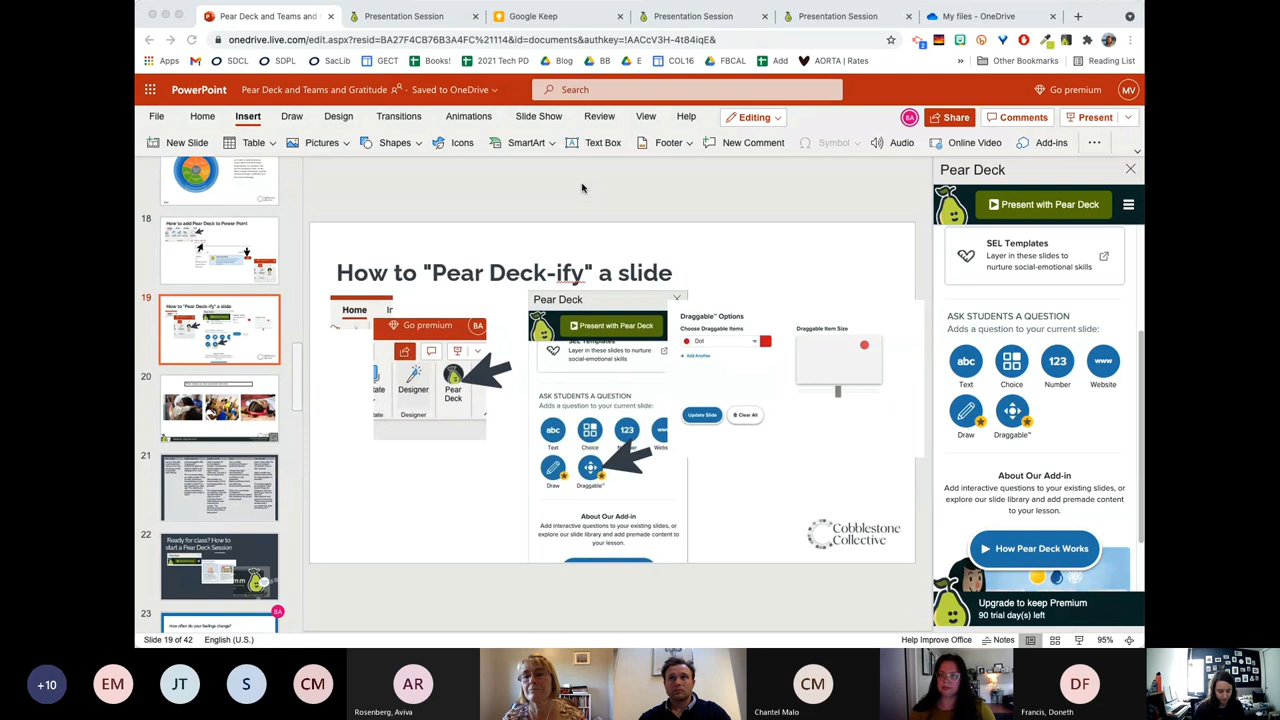 Pear Deck and Teams and
Presentation Session
Google Keep
Presentation Session
Presentation Session
My files - OneDrive
onedrive.live.com/edit.aspx?resid=BA27F4CB76B3A4FC%21114&id=documents&authkey=!AACcV3H-4t84iqE&
Apps
SDCL
SDPL
SacLib
GECT
Books!
2021 Tech PD
Blog
BB
E
COL16
FBCAL
Add
AORTA | Rates
»
Other Bookmarks
Reading List
PowerPoint
Pear Deck and Teams and Gratitude
- Saved to OneDrive
Search
Go premium
MV
File
Home
Insert
Draw
Design
Transitions
Animations
Slide Show
Review
View
Help
Editing
BA
Share
Comments
Present
New Slide
Table
Pictures
Shapes
Icons
SmartArt
Text Box
Footer
New Comment
Symbol
Audio
Online Video
Add-ins
18
How to add Pear Deck to Power Point
19
How to "Pear Deck-ify" a slide
20
21
22
Ready for class? How to
start a Pear Deck Session
23
BA
How often do your feelings change?
How to "Pear Deck-ify" a slide
Home
Go premium
BA
Designer
Pear
Deck
Designer
Pear Deck
Present with Pear Deck
Layer in these slides to nurture
social-emotional skills
ASK STUDENTS A QUESTION
Adds a question to your current slide:
abc
123
Text
Choice
Draw
Draggable™
About Our Add-in
Add interactive questions to your existing slides, or
explore our slide library and add premade content to
your lesson.
Draggable™ Options
Choose Draggable Items
Dot
+ Add Another
Update Slide
Clear All
Draggable Item Size
Cobblestone
Collective
Pear Deck
Present with Pear Deck
SEL Templates
Layer in these slides to
nurture social-emotional skills
ASK STUDENTS A QUESTION
Adds a question to your current slide:
abc
123
www
Text
Choice
Number
Website
Draw
Draggable™
About Our Add-in
Add interactive questions to your existing slides, or
explore our slide library and add premade content
to your lesson.
How Pear Deck Works
Upgrade to keep Premium
90 trial day(s) left
Slide 19 of 42
English (U.S.)
Help Improve Office
Notes
95%
+10
EM
JT
S
CM
AR
Rosenberg, Aviva
CM
Chantel Malo
DF
Francis, Doneth